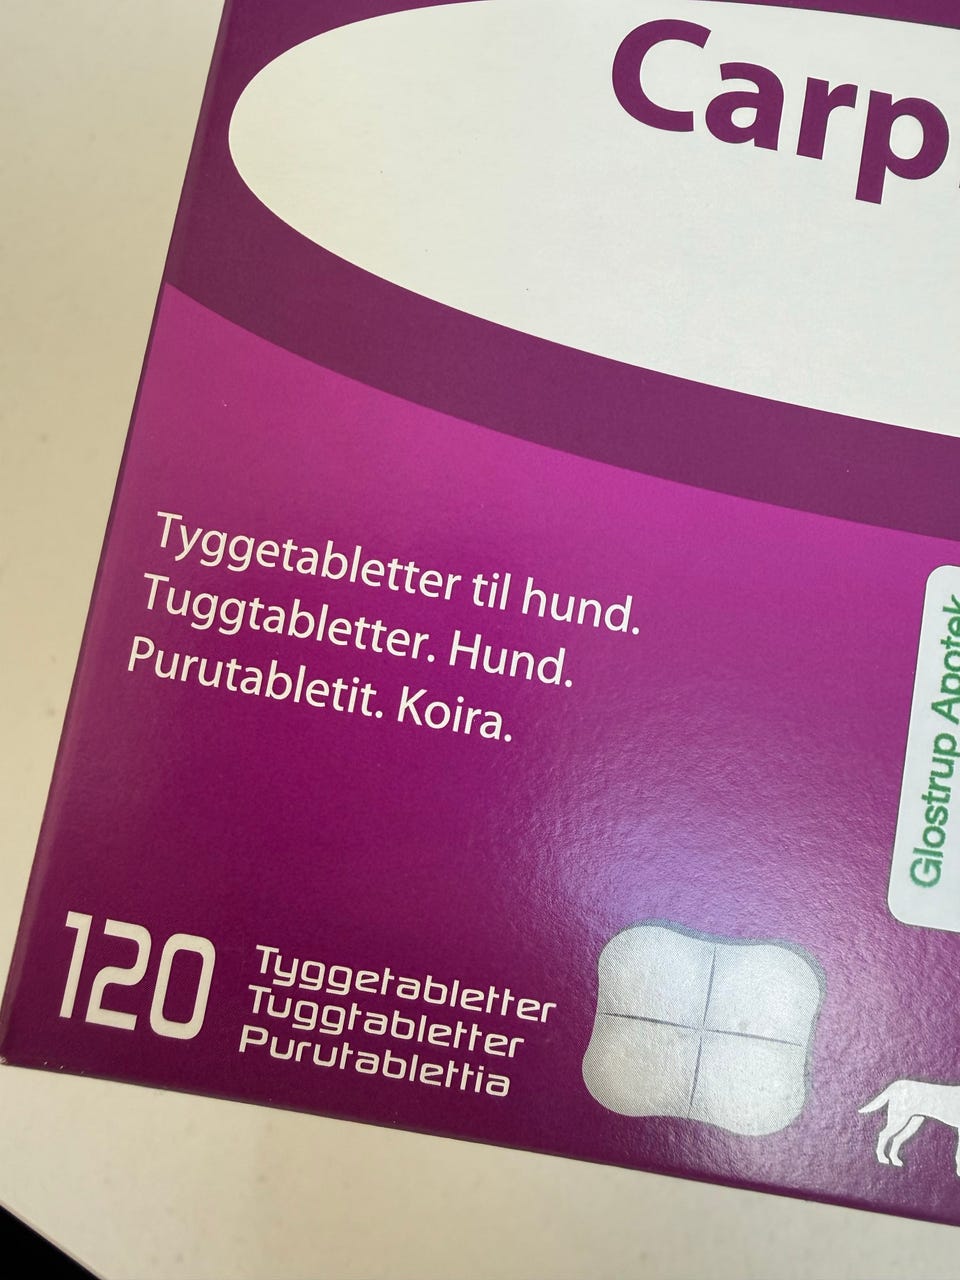 Carp
Tyggetabletter til hund.
Tuggtabletter. Hund.
Purutabletit. Koira.
Glostrup Apotek
120
Tyggetabletter
Tuggtabletter
Purutablettia